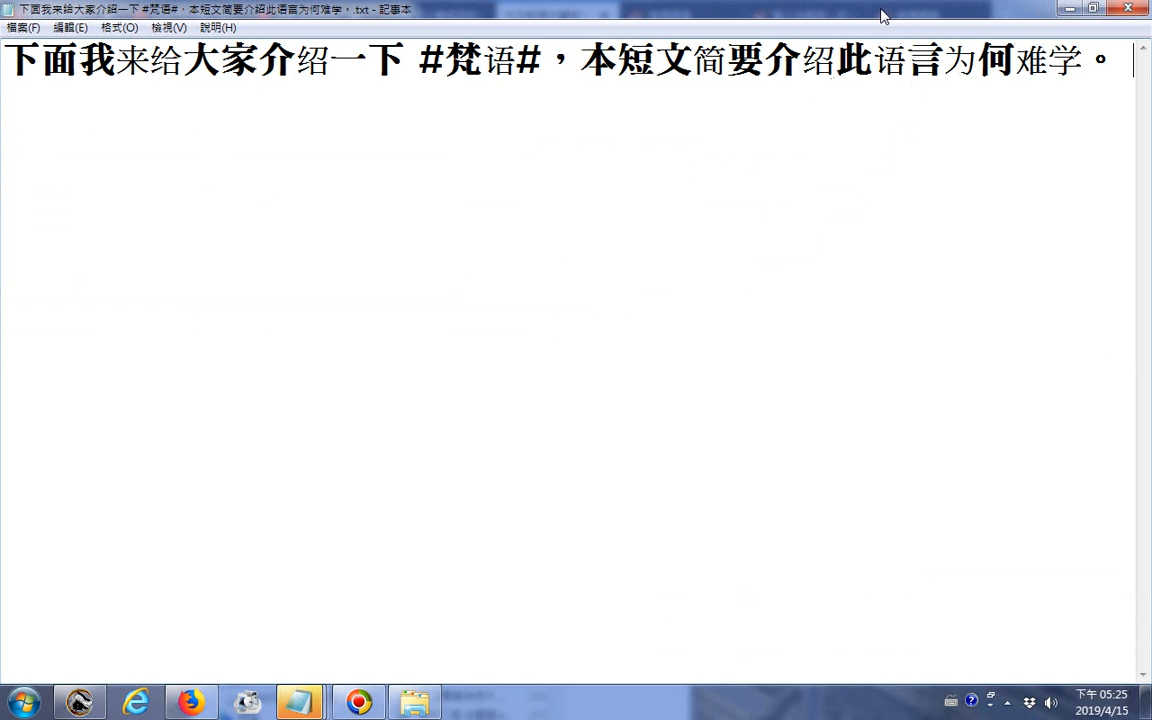 下面我来给大家介绍一下 #梵语#，本短文简要介绍此语言为何难学。.txt - 記事本
檔案(F) 編輯(E) 格式(O) 檢視(V) 說明(H)
下面我来给大家介绍一下 #梵语#，本短文简要介绍此语言为何难学。
下午 05:25
2019/4/15